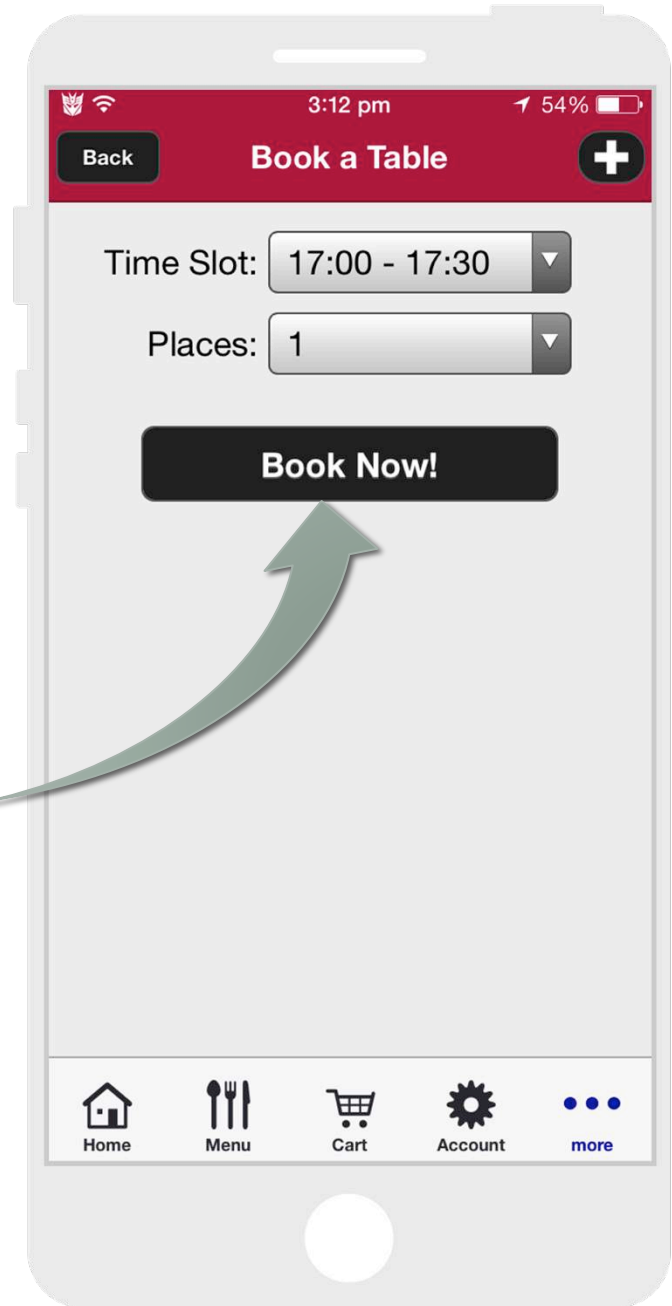 3:12 pm 54%
Back Book a Table
Time Slot: 17:00 - 17:30
Places: 1
Book Now!
Home Menu Cart Account more